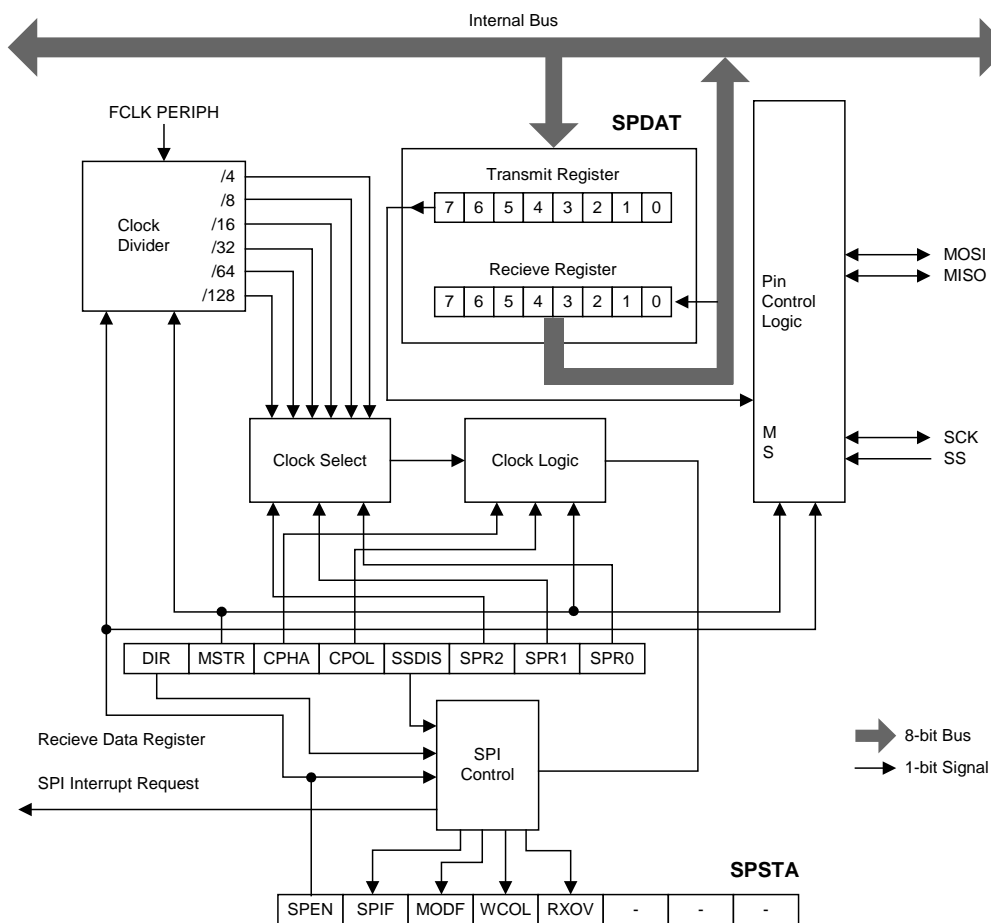 Internal Bus
FCLK PERIPH
SPDAT
Clock
Divider
/4
/8
/16
/32
/64
/128
Transmit Register
7 6 5 4 3 2 1 0
Recieve Register
7 6 5 4 3 2 1 0
Pin
Control
Logic
M
S
MOSI
MISO
SCK
SS
Clock Select
Clock Logic
DIR MSTR CPHA CPOL SSDIS SPR2 SPR1 SPR0
Recieve Data Register
SPI Interrupt Request
SPI
Control
8-bit Bus
1-bit Signal
SPSTA
SPEN SPIF MODF WCOL RXOV - - -